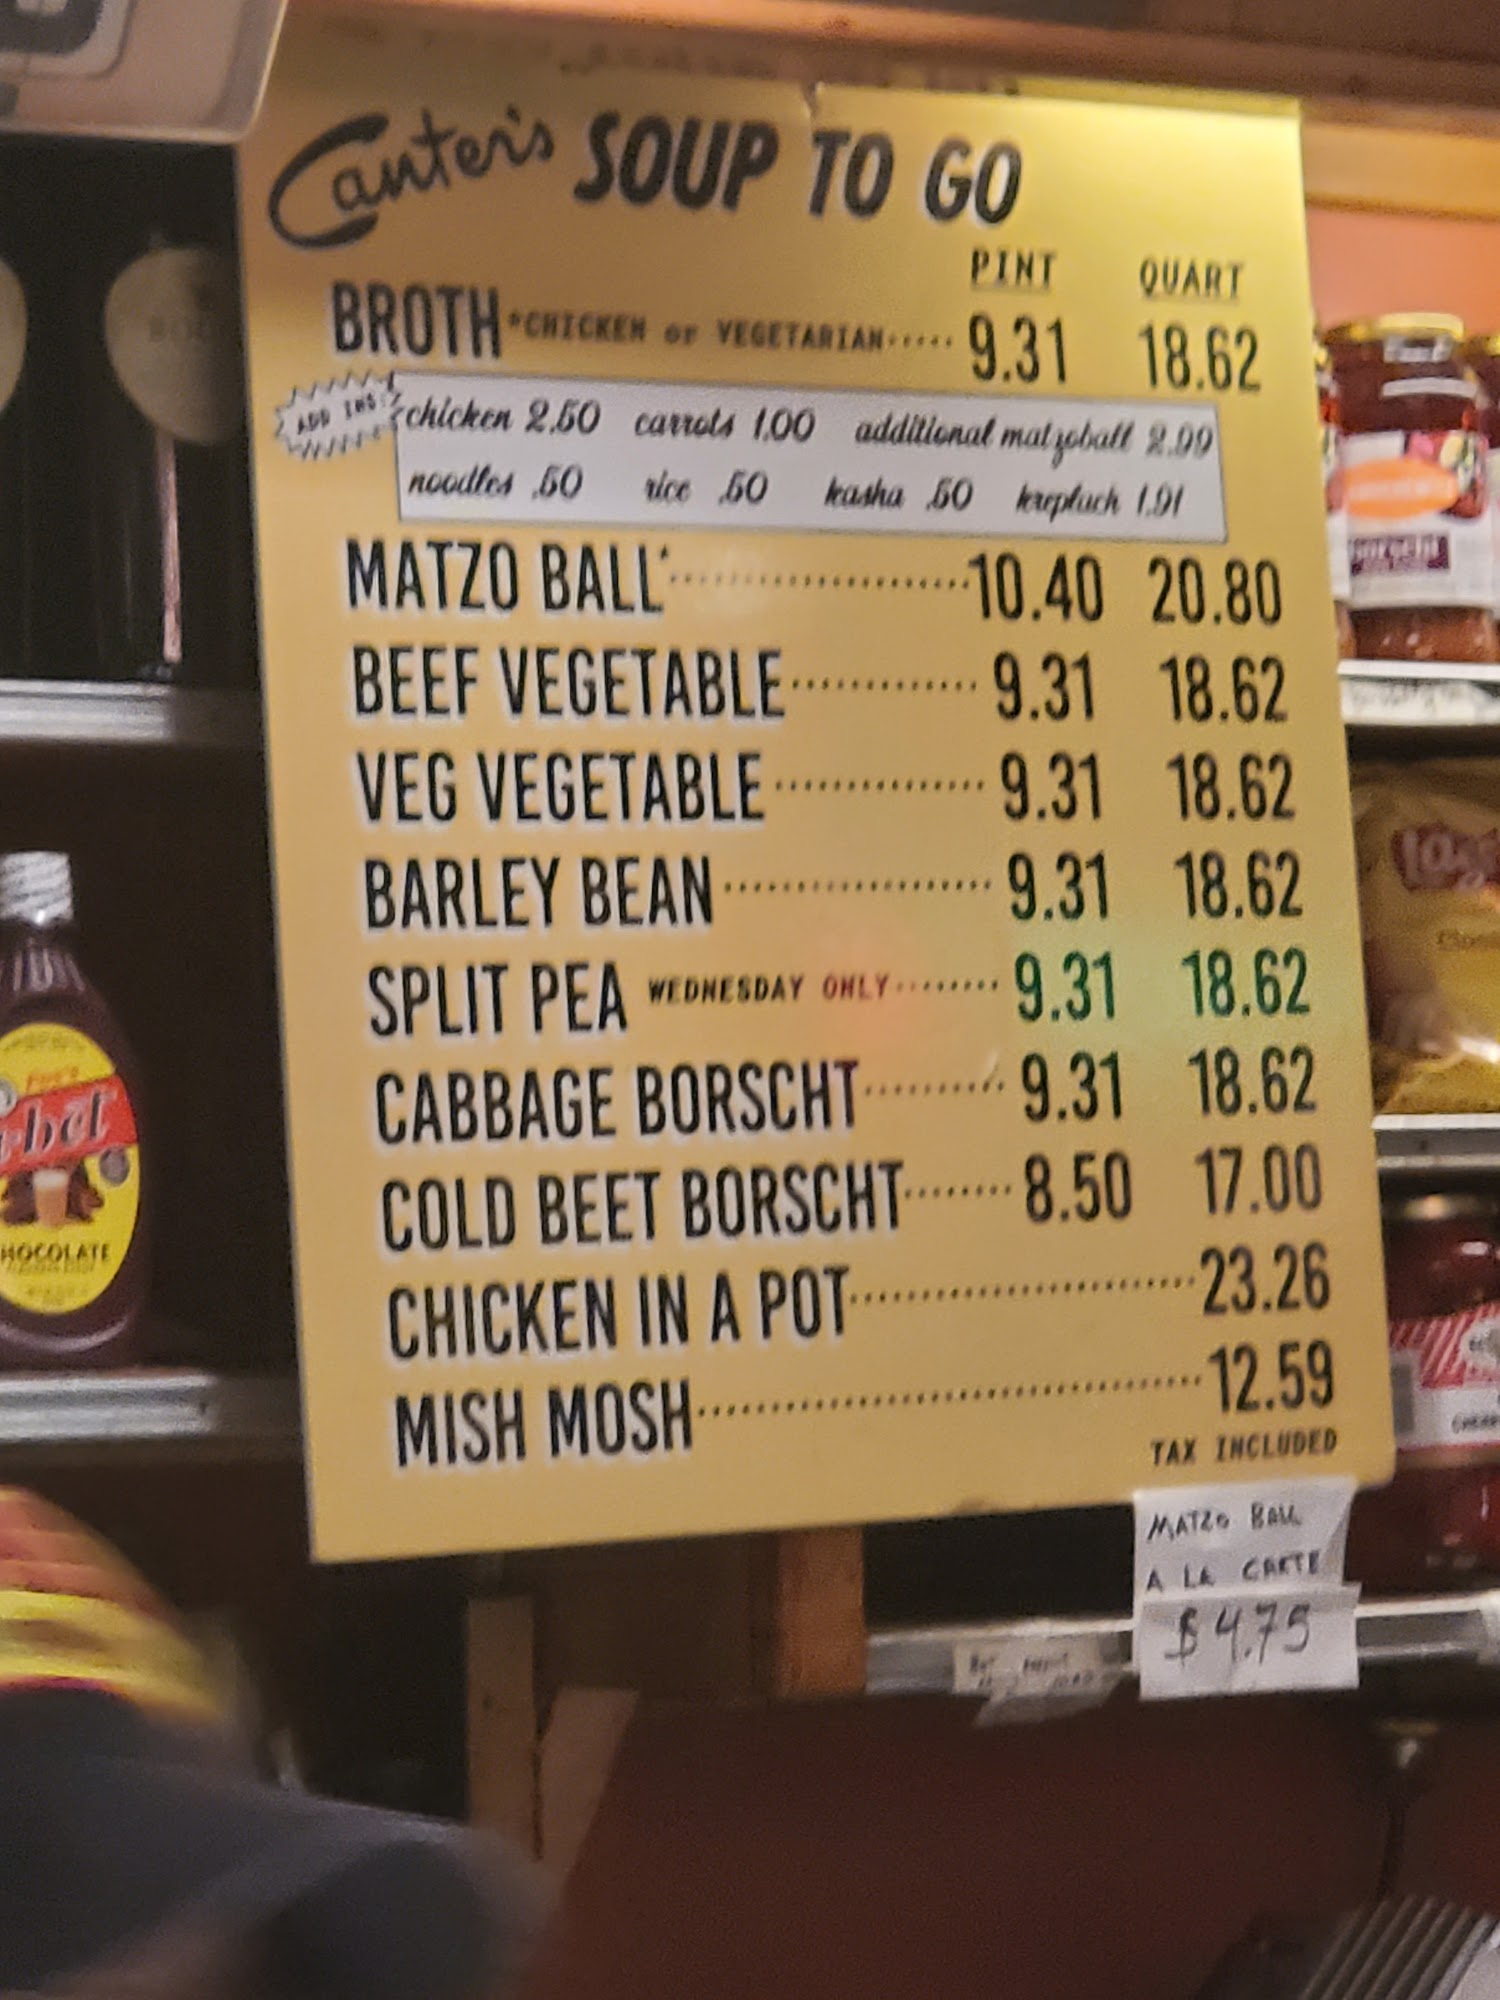 Canter's SOUP TO GO
PINT QUART
BROTH *CHICKEN or VEGETARIAN..... 9.31 18.62
ADD INS: chicken 2.50 carrots 1.00 additional matzoball 2.99
noodles .50 rice .50 kasha .50 kreplach 1.91
MATZO BALL* 10.40 20.80
BEEF VEGETABLE 9.31 18.62
VEG VEGETABLE 9.31 18.62
BARLEY BEAN 9.31 18.62
SPLIT PEA WEDNESDAY ONLY 9.31 18.62
CABBAGE BORSCHT 9.31 18.62
COLD BEET BORSCHT 8.50 17.00
CHICKEN IN A POT 23.26
MISH MOSH 12.59
TAX INCLUDED
MATZO BALL
A LA CARTE
$4.75